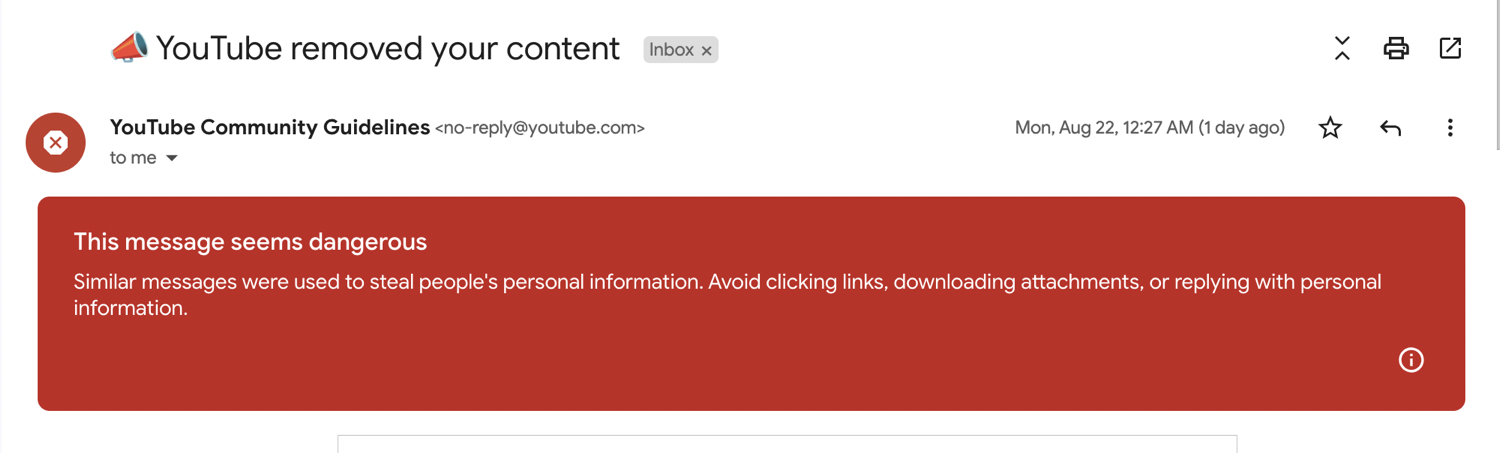 📣 YouTube removed your content Inbox ×
YouTube Community Guidelines <no-reply@youtube.com> Mon, Aug 22, 12:27 AM (1 day ago)
to me
This message seems dangerous
Similar messages were used to steal people's personal information. Avoid clicking links, downloading attachments, or replying with personal
information.